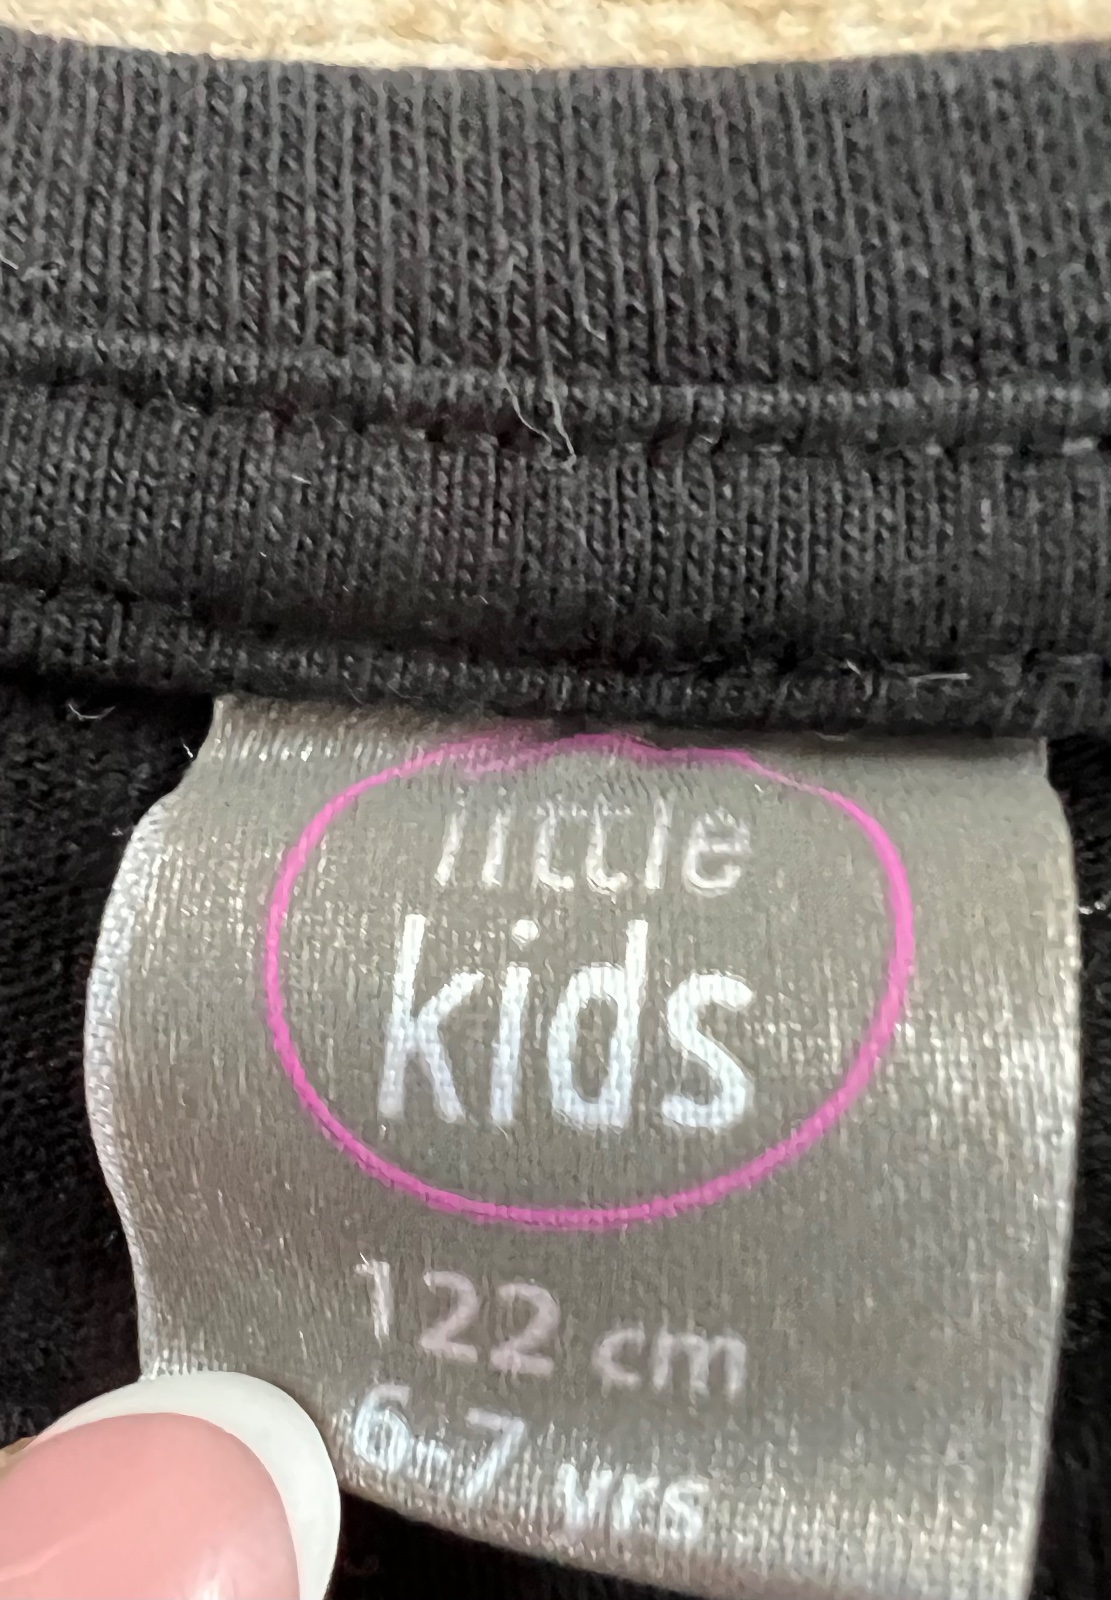 little
kids
122 cm
6-7 yrs